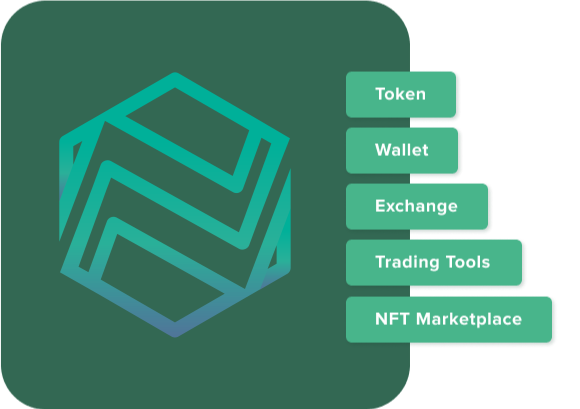 Token
Wallet
Exchange
Trading Tools
NFT Marketplace